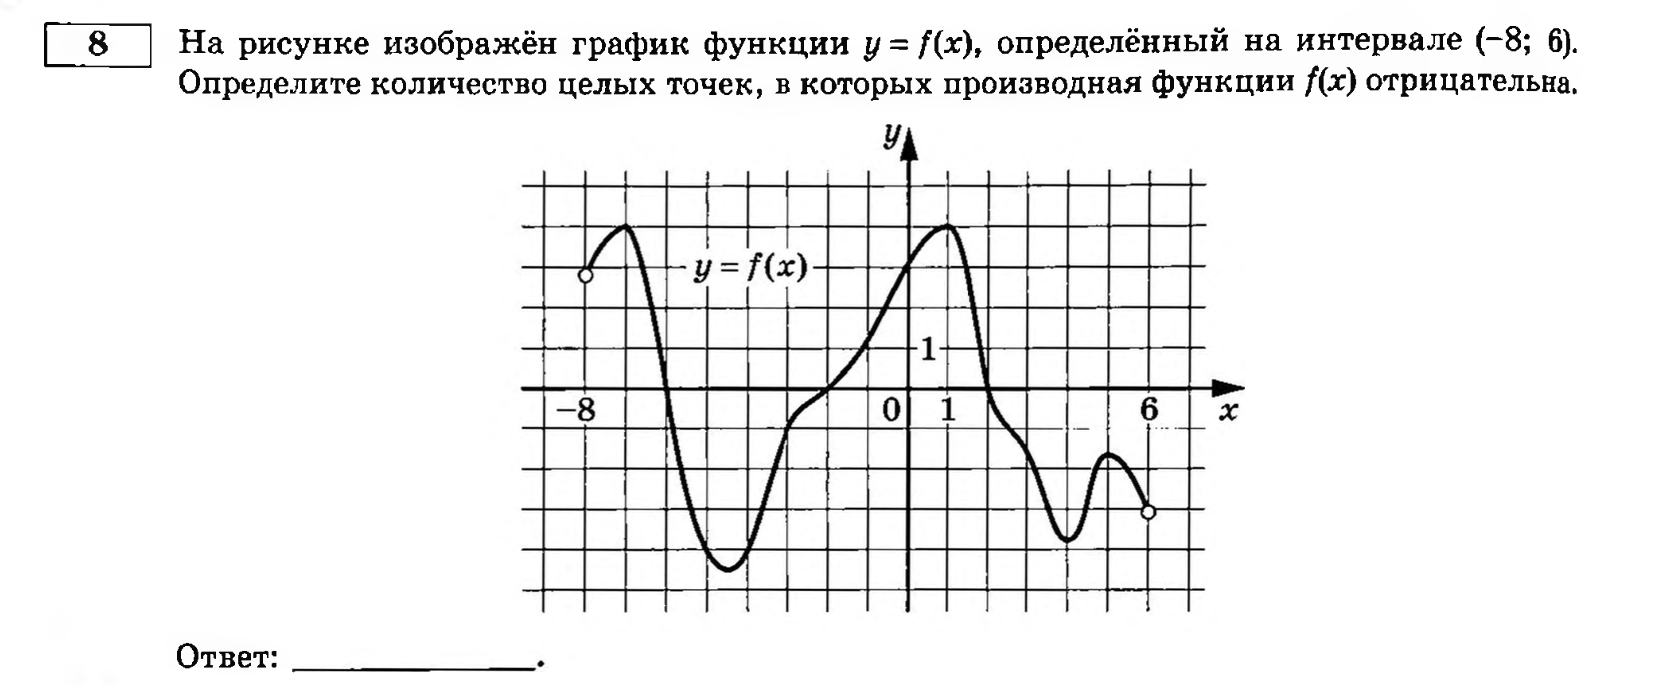 8
На рисунке изображён график функции y = f(x), определённый на интервале (−8; 6).
Определите количество целых точек, в которых производная функции f(x) отрицательна.
y
y = f(x)
1
−8 0 1 6 x
Ответ: ____________.